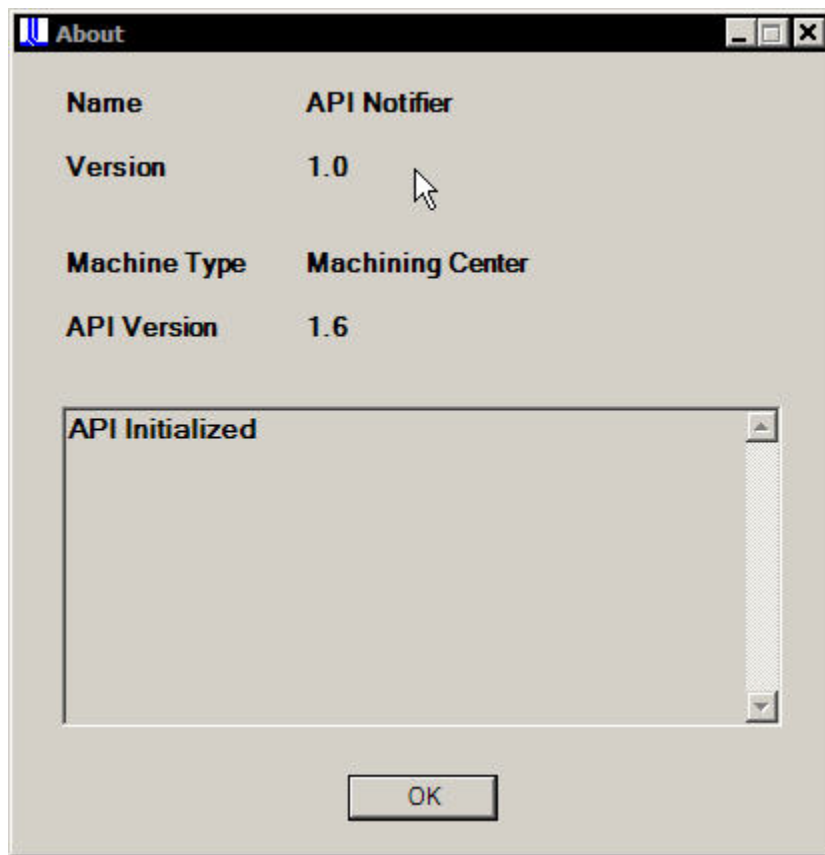 About
Name API Notifier
Version 1.0
Machine Type Machining Center
API Version 1.6
API Initialized
OK